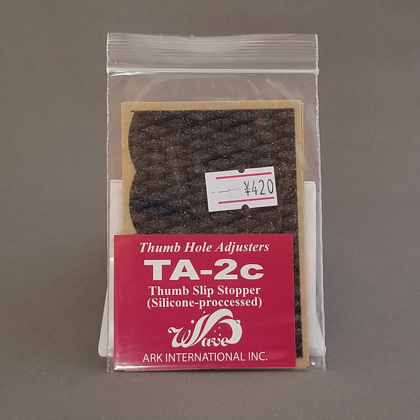 ¥420
Thumb Hole Adjusters
TA-2c
Thumb Slip Stopper
(Silicone-proccessed)
Wave
ARK INTERNATIONAL INC.